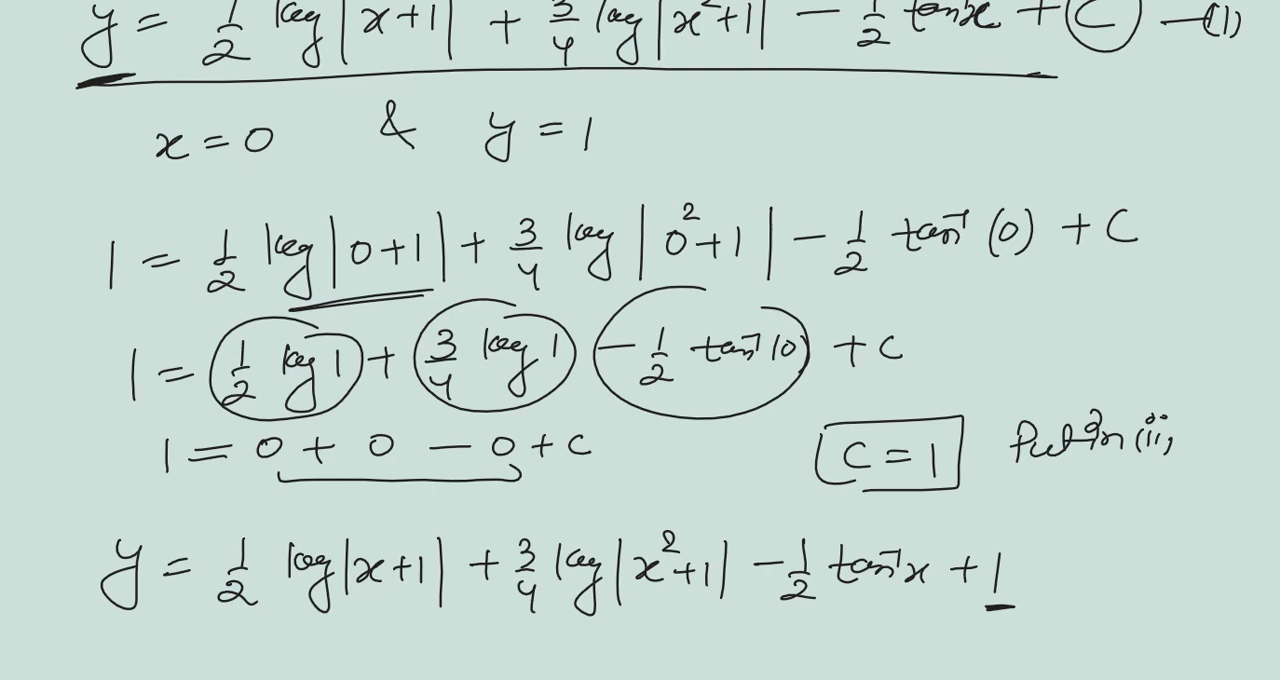 y = 1/2 log|x+1| + 3/4 log|x²+1| - 1/2 tan⁻¹x + C —(1)
x = 0 & y = 1
1 = 1/2 log|0+1| + 3/4 log|0²+1| - 1/2 tan⁻¹(0) + C
1 = 1/2 log 1 + 3/4 log 1 - 1/2 tan⁻¹(0) + C
1 = 0 + 0 - 0 + C C = 1 Put in (ii)
y = 1/2 log|x+1| + 3/4 log|x²+1| - 1/2 tan⁻¹x + 1